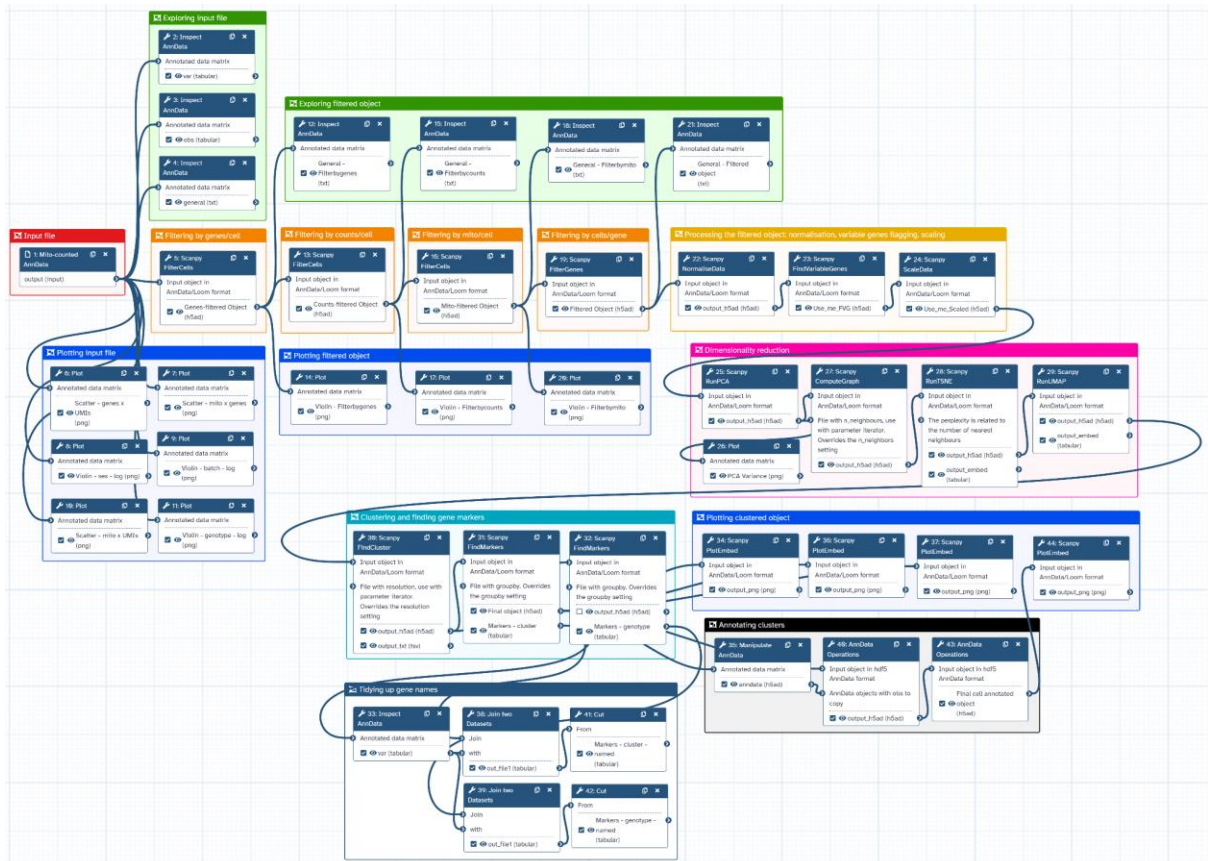 Exploring input file
2: Inspect
AnnData
Annotated data matrix
var (tabular)
3: Inspect
AnnData
Annotated data matrix
obs (tabular)
4: Inspect
AnnData
Annotated data matrix
general (txt)
Exploring filtered object
12: Inspect
AnnData
Annotated data matrix
General -
Filterbygenes
(txt)
15: Inspect
AnnData
Annotated data matrix
General -
Filterbycounts
(txt)
18: Inspect
AnnData
Annotated data matrix
General - Filterbymito
(txt)
21: Inspect
AnnData
Annotated data matrix
General - Filtered
object
(txt)
Input file
1: Mito-counted
AnnData
output (input)
Filtering by genes/cell
5: Scanpy
FilterCells
Input object in
AnnData/Loom format
Genes-filtered Object
(h5ad)
Filtering by counts/cell
13: Scanpy
FilterCells
Input object in
AnnData/Loom format
Counts-filtered Object
(h5ad)
Filtering by mito/cell
16: Scanpy
FilterCells
Input object in
AnnData/Loom format
Mito-filtered Object
(h5ad)
Filtering by cells/gene
19: Scanpy
FilterGenes
Input object in
AnnData/Loom format
Filtered Object (h5ad)
Processing the filtered object: normalisation, variable genes flagging, scaling
22: Scanpy
NormaliseData
Input object in
AnnData/Loom format
output_h5ad (h5ad)
23: Scanpy
FindVariableGenes
Input object in
AnnData/Loom format
Use_me_FVG (h5ad)
24: Scanpy
ScaleData
Input object in
AnnData/Loom format
Use_me_Scaled (h5ad)
Plotting input file
6: Plot
Annotated data matrix
Scatter - genes x
UMIs
(png)
7: Plot
Annotated data matrix
Scatter - mito x genes
(png)
8: Plot
Annotated data matrix
Violin - sex - log (png)
9: Plot
Annotated data matrix
Violin - batch - log
(png)
10: Plot
Annotated data matrix
Scatter - mito x UMIs
(png)
11: Plot
Annotated data matrix
Violin - genotype - log
(png)
Plotting filtered object
14: Plot
Annotated data matrix
Violin - Filterbygenes
(png)
17: Plot
Annotated data matrix
Violin - Filterbycounts
(png)
20: Plot
Annotated data matrix
Violin - Filterbymito
(png)
Dimensionality reduction
25: Scanpy
RunPCA
Input object in
AnnData/Loom format
output_h5ad (h5ad)
26: Plot
Annotated data matrix
PCA Variance (png)
27: Scanpy
ComputeGraph
Input object in
AnnData/Loom format
File with n_neighbours, use
with parameter iterator.
Overrides the n_neighbors
setting
output_h5ad (h5ad)
28: Scanpy
RunTSNE
Input object in
AnnData/Loom format
The perplexity is related to
the number of nearest
neighbours
output_h5ad (h5ad)
output_embed
(tabular)
29: Scanpy
RunUMAP
Input object in
AnnData/Loom format
output_h5ad (h5ad)
output_embed
(tabular)
Clustering and finding gene markers
30: Scanpy
FindCluster
Input object in
AnnData/Loom format
File with resolution, use with
parameter iterator.
Overrides the resolution
setting
output_h5ad (h5ad)
output_txt (tsv)
31: Scanpy
FindMarkers
Input object in
AnnData/Loom format
File with groupby. Overrides
the groupby setting
Final object (h5ad)
Markers - cluster
(tabular)
32: Scanpy
FindMarkers
Input object in
AnnData/Loom format
File with groupby. Overrides
the groupby setting
output_h5ad (h5ad)
Markers - genotype
(tabular)
Plotting clustered object
34: Scanpy
PlotEmbed
Input object in
AnnData/Loom format
output_png (png)
36: Scanpy
PlotEmbed
Input object in
AnnData/Loom format
output_png (png)
37: Scanpy
PlotEmbed
Input object in
AnnData/Loom format
output_png (png)
44: Scanpy
PlotEmbed
Input object in
AnnData/Loom format
output_png (png)
Annotating clusters
35: Manipulate
AnnData
Annotated data matrix
anndata (h5ad)
40: AnnData
Operations
Input object in hdf5
AnnData format
AnnData objects with obs to
copy
output_h5ad (h5ad)
43: AnnData
Operations
Input object in hdf5
AnnData format
Final cell annotated
object
(h5ad)
Tidying up gene names
33: Inspect
AnnData
Annotated data matrix
var (tabular)
38: Join two
Datasets
Join
with
out_file1 (tabular)
41: Cut
From
Markers - cluster -
named
(tabular)
39: Join two
Datasets
Join
with
out_file1 (tabular)
42: Cut
From
Markers - genotype -
named
(tabular)